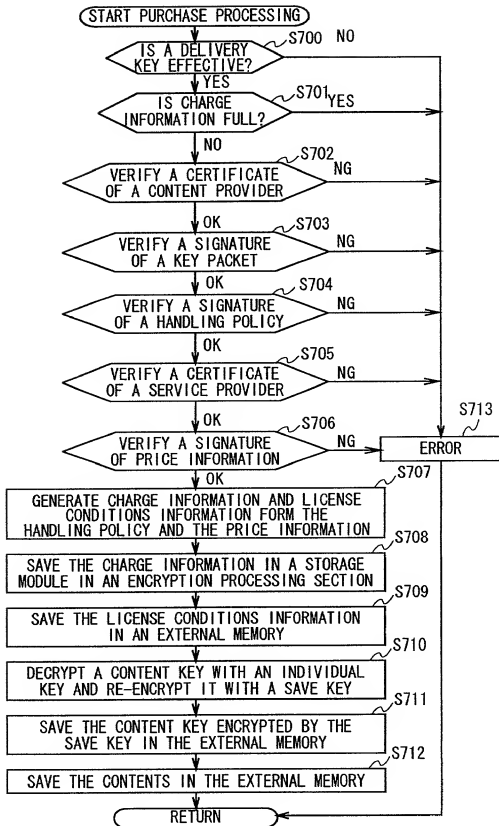 START PURCHASE PROCESSING
S700
NO
IS A DELIVERY
KEY EFFECTIVE?
YES
S701
YES
IS CHARGE
INFORMATION FULL?
NO
S702
NG
VERIFY A CERTIFICATE
OF A CONTENT PROVIDER
OK
S703
NG
VERIFY A SIGNATURE
OF A KEY PACKET
OK
S704
NG
VERIFY A SIGNATURE
OF A HANDLING POLICY
OK
S705
NG
VERIFY A CERTIFICATE
OF A SERVICE PROVIDER
OK
S706
NG
VERIFY A SIGNATURE
OF PRICE INFORMATION
S713
ERROR
OK
S707
GENERATE CHARGE INFORMATION AND LICENSE
CONDITIONS INFORMATION FORM THE
HANDLING POLICY AND THE PRICE INFORMATION
S708
SAVE THE CHARGE INFORMATION IN A STORAGE
MODULE IN AN ENCRYPTION PROCESSING SECTION
S709
SAVE THE LICENSE CONDITIONS INFORMATION
IN AN EXTERNAL MEMORY
S710
DECRYPT A CONTENT KEY WITH AN INDIVIDUAL
KEY AND RE-ENCRYPT IT WITH A SAVE KEY
S711
SAVE THE CONTENT KEY ENCRYPTED BY THE
SAVE KEY IN THE EXTERNAL MEMORY
S712
SAVE THE CONTENTS IN THE EXTERNAL MEMORY
RETURN